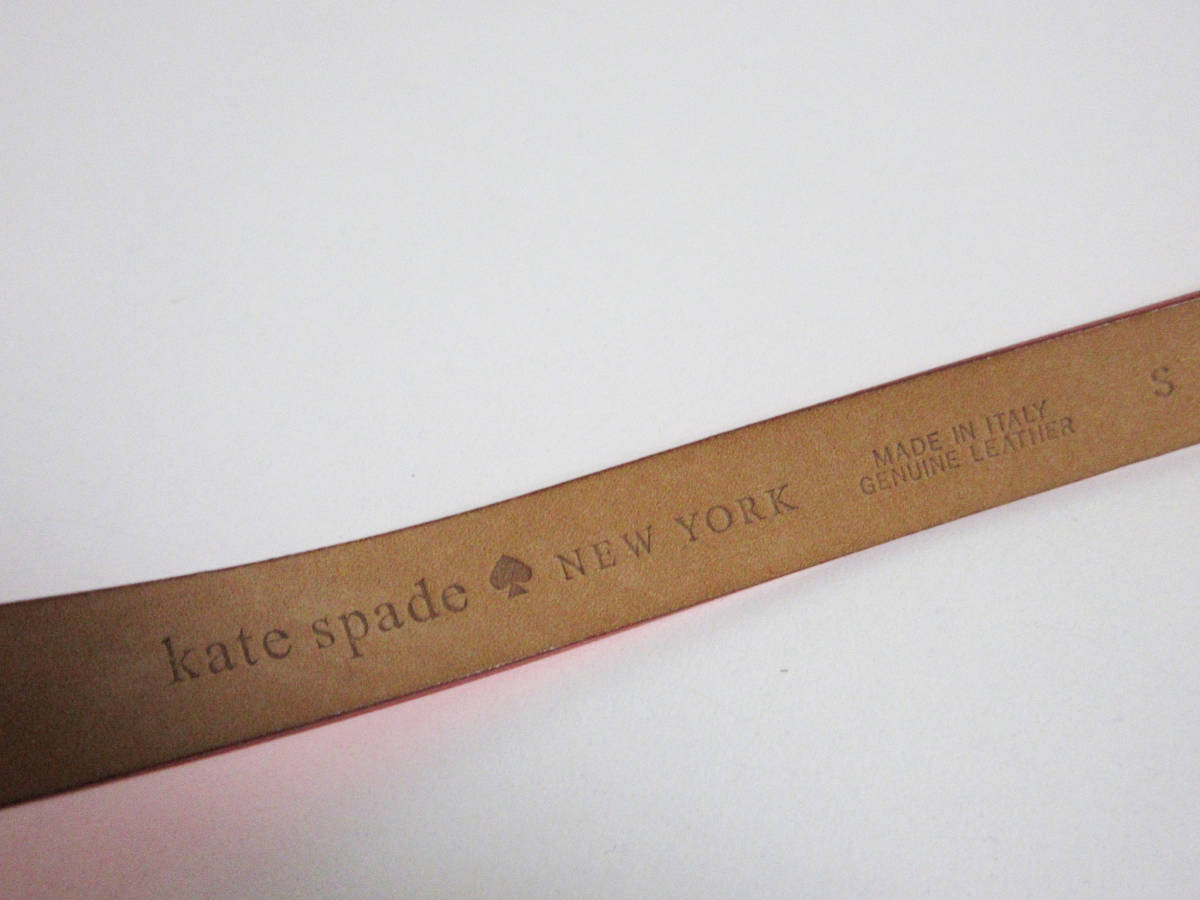 kate spade ♠ NEW YORK
MADE IN ITALY
GENUINE LEATHER
S